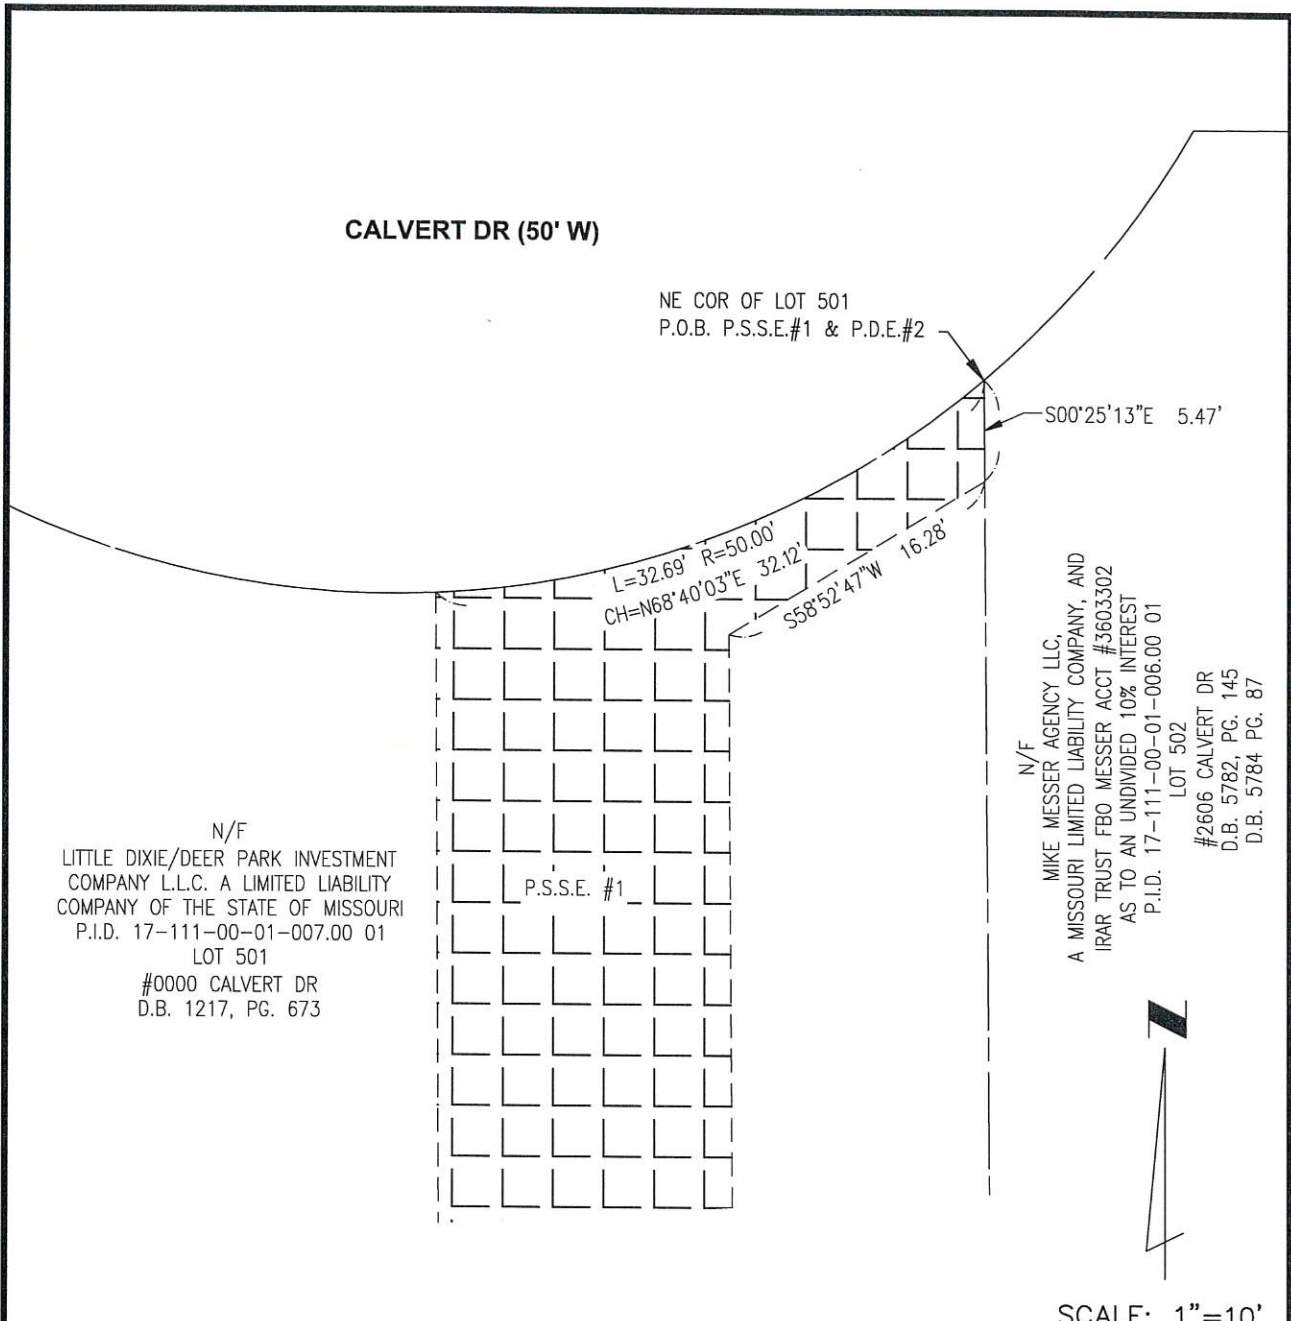 CALVERT DR (50' W)
NE COR OF LOT 501
P.O.B. P.S.S.E.#1 & P.D.E.#2
S00°25'13"E 5.47'
L=32.69' R=50.00'
CH=N68°40'03"E 32.12'
S58°52'47"W 16.28'
N/F
MIKE MESSER AGENCY LLC,
A MISSOURI LIMITED LIABILITY COMPANY, AND
IRAR TRUST FBO MESSER ACCT #3603302
AS TO AN UNDIVIDED 10% INTEREST
P.I.D. 17-111-00-01-006.00 01
LOT 502
#2606 CALVERT DR
D.B. 5782, PG. 145
D.B. 5784 PG. 87
N/F
LITTLE DIXIE/DEER PARK INVESTMENT
COMPANY L.L.C. A LIMITED LIABILITY
COMPANY OF THE STATE OF MISSOURI
P.I.D. 17-111-00-01-007.00 01
LOT 501
#0000 CALVERT DR
D.B. 1217, PG. 673
P.S.S.E. #1
N
SCALE: 1"=10'